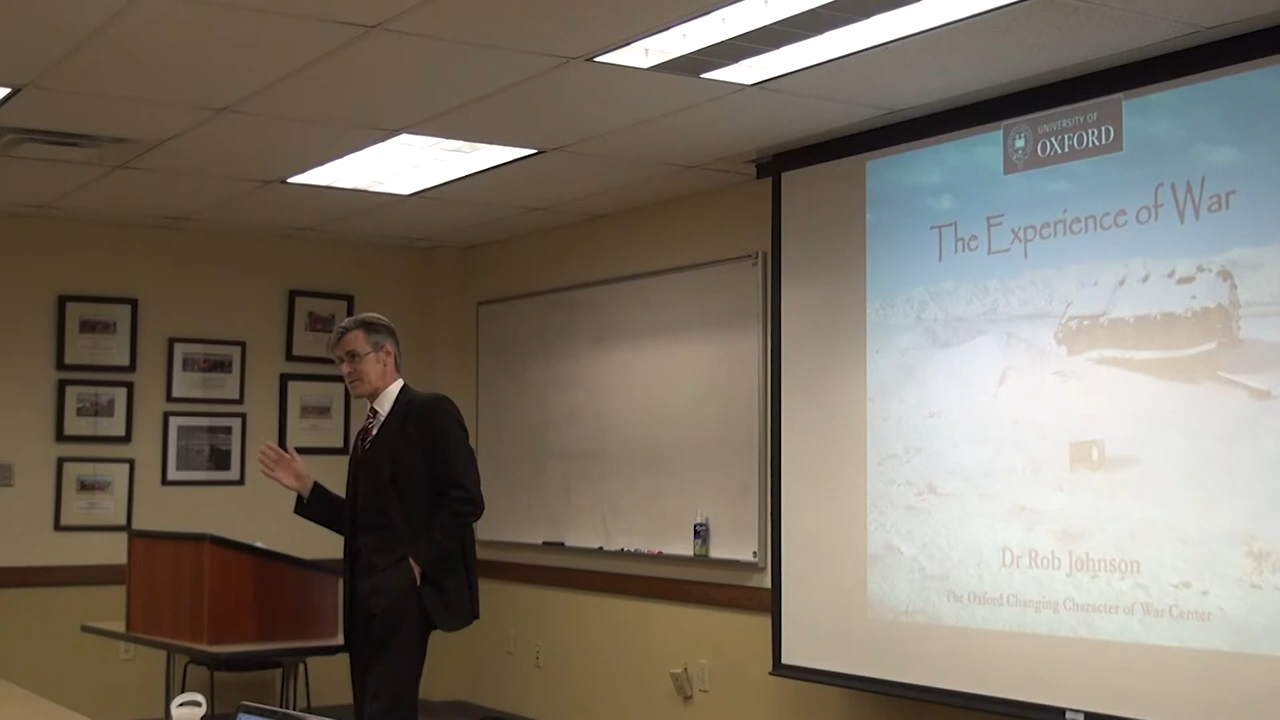 UNIVERSITY OF
OXFORD
The Experience of War
Dr Rob Johnson
The Oxford Changing Character of War Center